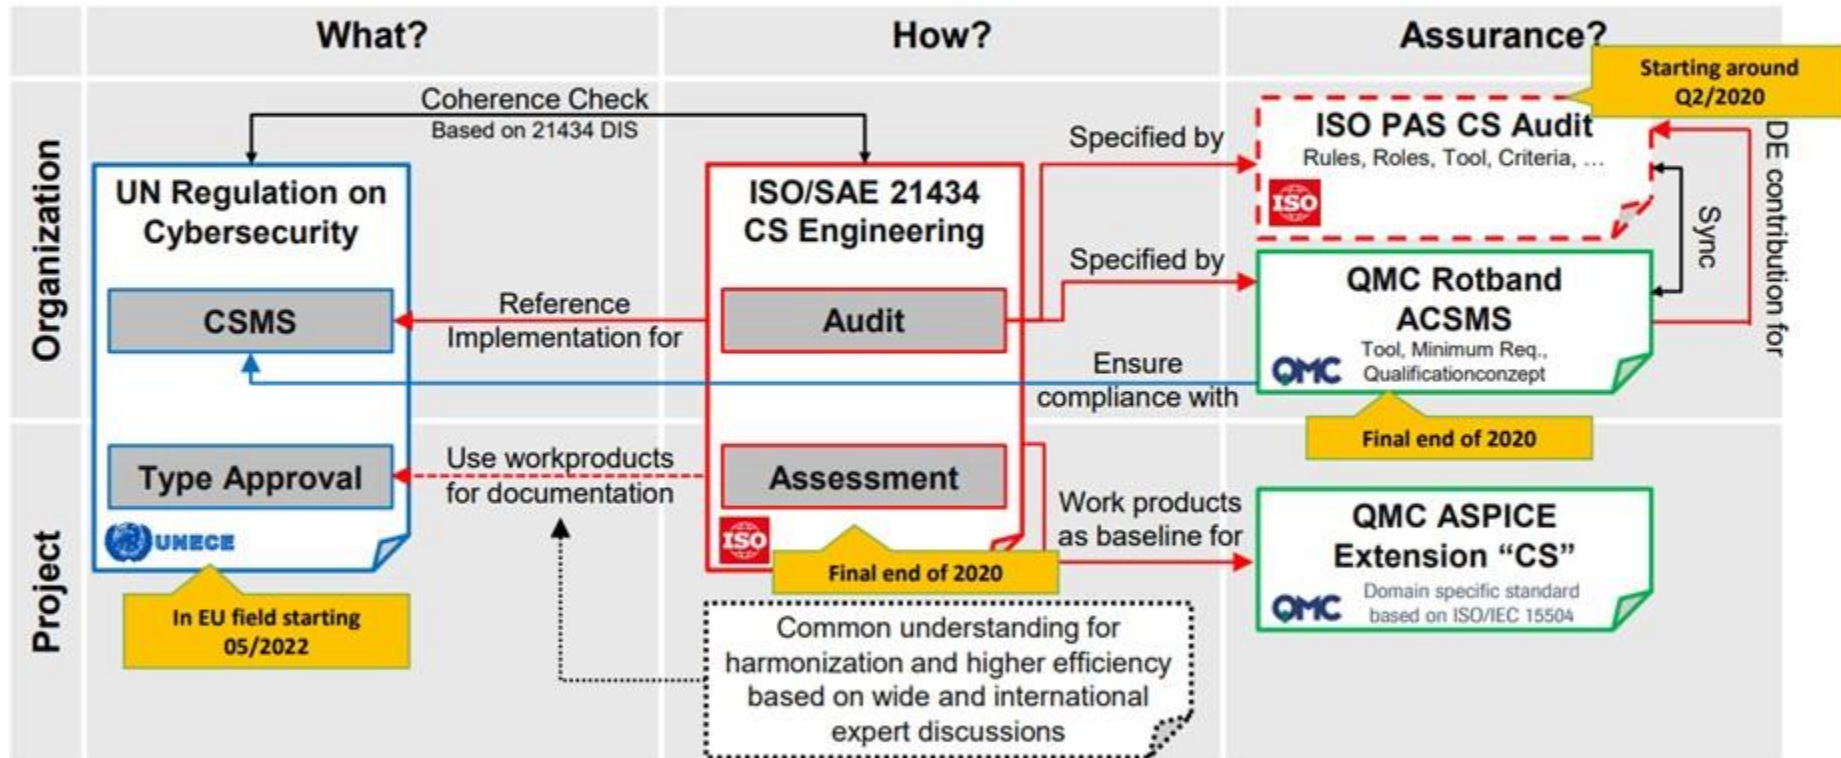 What?
How?
Assurance?
Starting around
Q2/2020
Organization
Coherence Check
Based on 21434 DIS
UN Regulation on
Cybersecurity
CSMS
Reference
Implementation for
ISO/SAE 21434
CS Engineering
Audit
Specified by
Specified by
Ensure
compliance with
ISO PAS CS Audit
Rules, Roles, Tool, Criteria, …
ISO
Sync
DE contribution for
QMC Rotband
ACSMS
Tool, Minimum Req.,
Qualificationconzept
QMC
Final end of 2020
Project
Type Approval
UNECE
In EU field starting
05/2022
Use workproducts
for documentation
Assessment
ISO
Final end of 2020
Work products
as baseline for
QMC ASPICE
Extension “CS”
Domain specific standard
based on ISO/IEC 15504
QMC
Common understanding for
harmonization and higher efficiency
based on wide and international
expert discussions